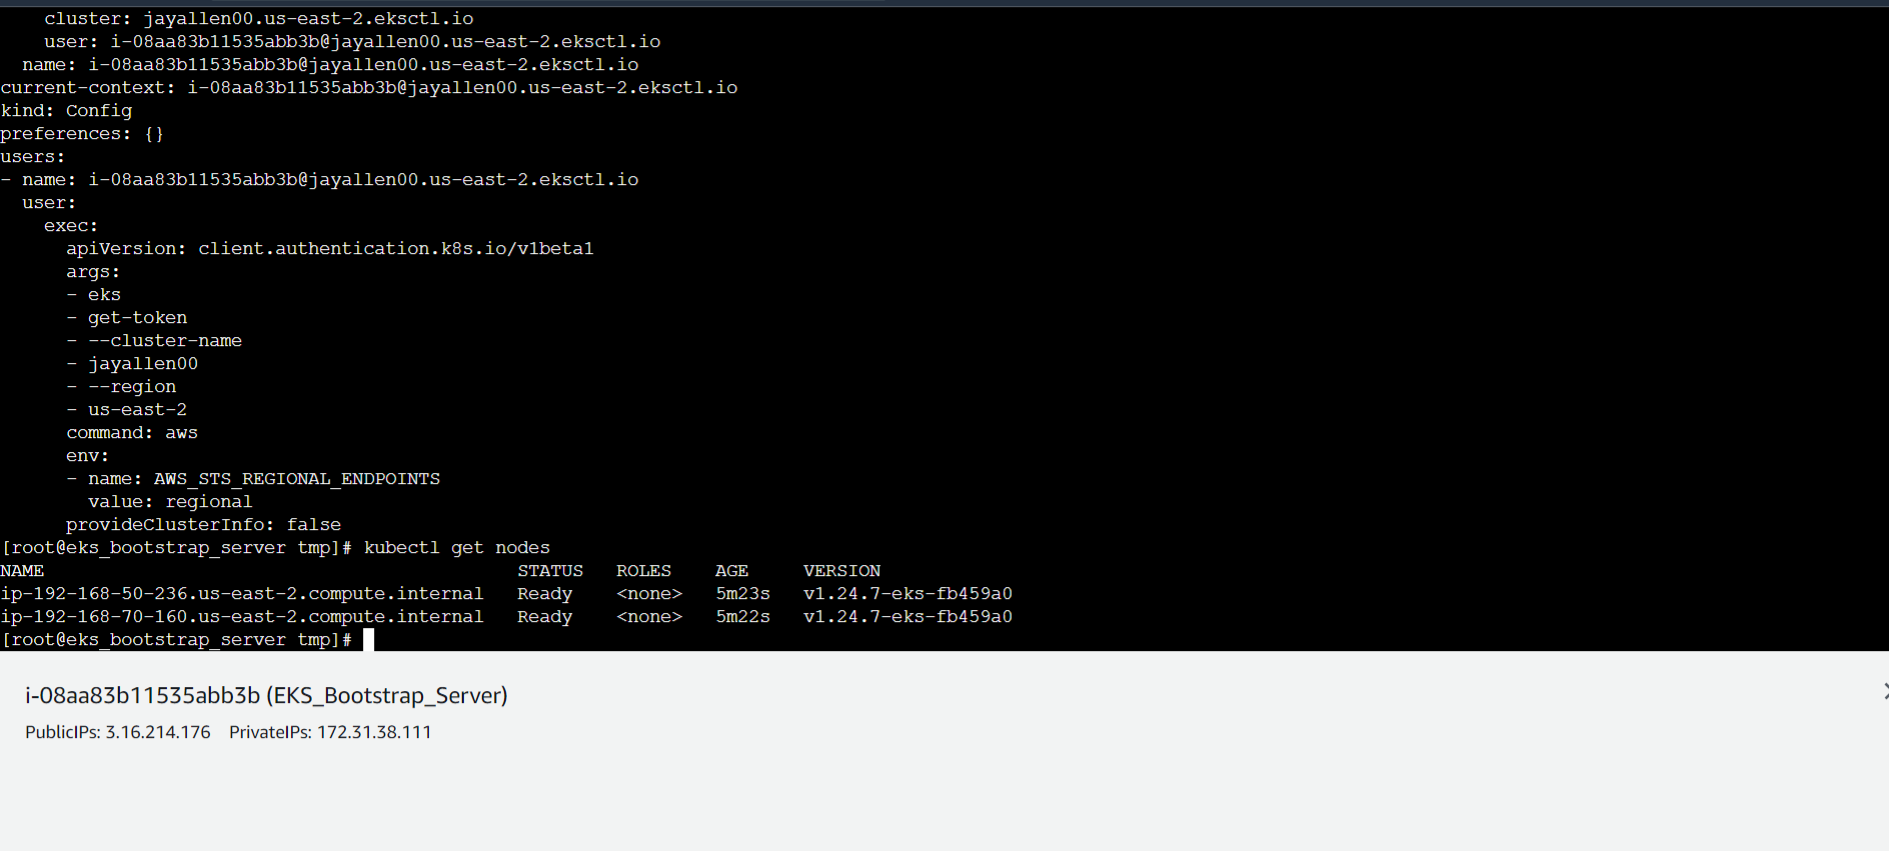 cluster: jayallen00.us-east-2.eksctl.io
    user: i-08aa83b11535abb3b@jayallen00.us-east-2.eksctl.io
  name: i-08aa83b11535abb3b@jayallen00.us-east-2.eksctl.io
current-context: i-08aa83b11535abb3b@jayallen00.us-east-2.eksctl.io
kind: Config
preferences: {}
users:
- name: i-08aa83b11535abb3b@jayallen00.us-east-2.eksctl.io
  user:
    exec:
      apiVersion: client.authentication.k8s.io/v1beta1
      args:
      - eks
      - get-token
      - --cluster-name
      - jayallen00
      - --region
      - us-east-2
      command: aws
      env:
      - name: AWS_STS_REGIONAL_ENDPOINTS
        value: regional
      provideClusterInfo: false
[root@eks_bootstrap_server tmp]# kubectl get nodes
NAME                                           STATUS   ROLES    AGE     VERSION
ip-192-168-50-236.us-east-2.compute.internal   Ready    <none>   5m23s   v1.24.7-eks-fb459a0
ip-192-168-70-160.us-east-2.compute.internal   Ready    <none>   5m22s   v1.24.7-eks-fb459a0
[root@eks_bootstrap_server tmp]#
i-08aa83b11535abb3b (EKS_Bootstrap_Server)
PublicIPs: 3.16.214.176 PrivateIPs: 172.31.38.111